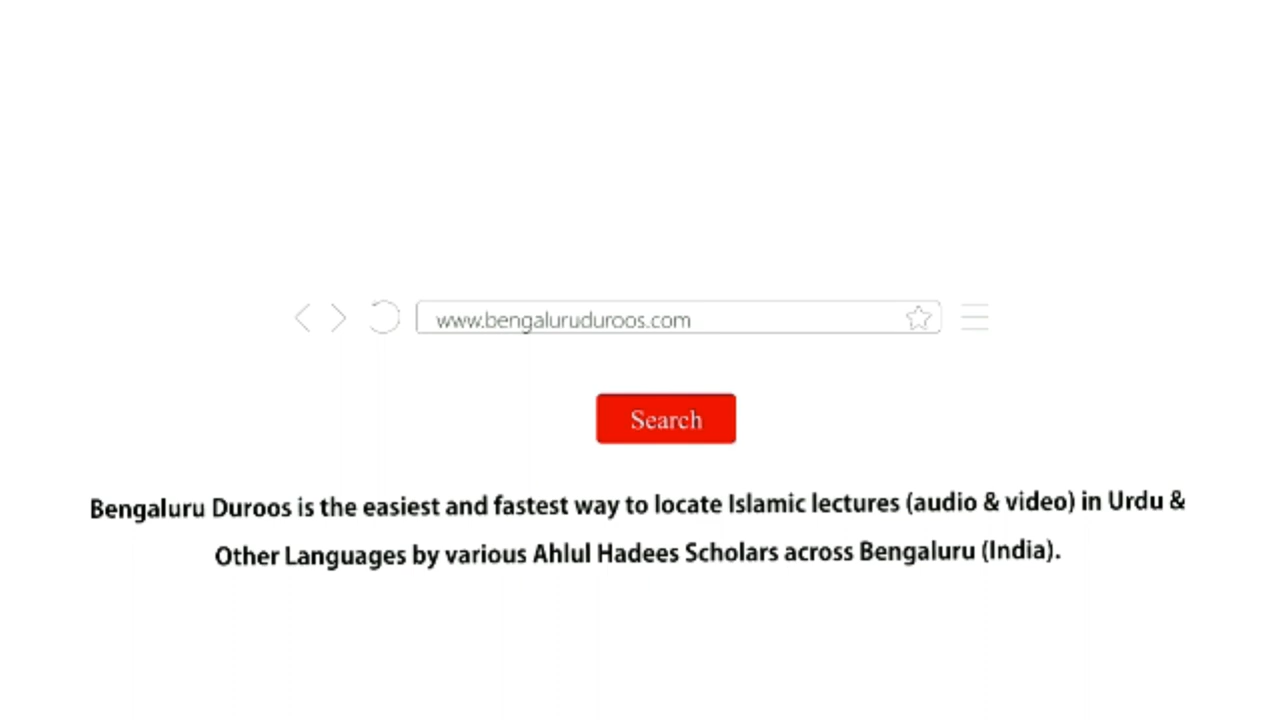 www.bengaluruduroos.com
Search
Bengaluru Duroos is the easiest and fastest way to locate Islamic lectures (audio & video) in Urdu &
Other Languages by various Ahlul Hadees Scholars across Bengaluru (India).